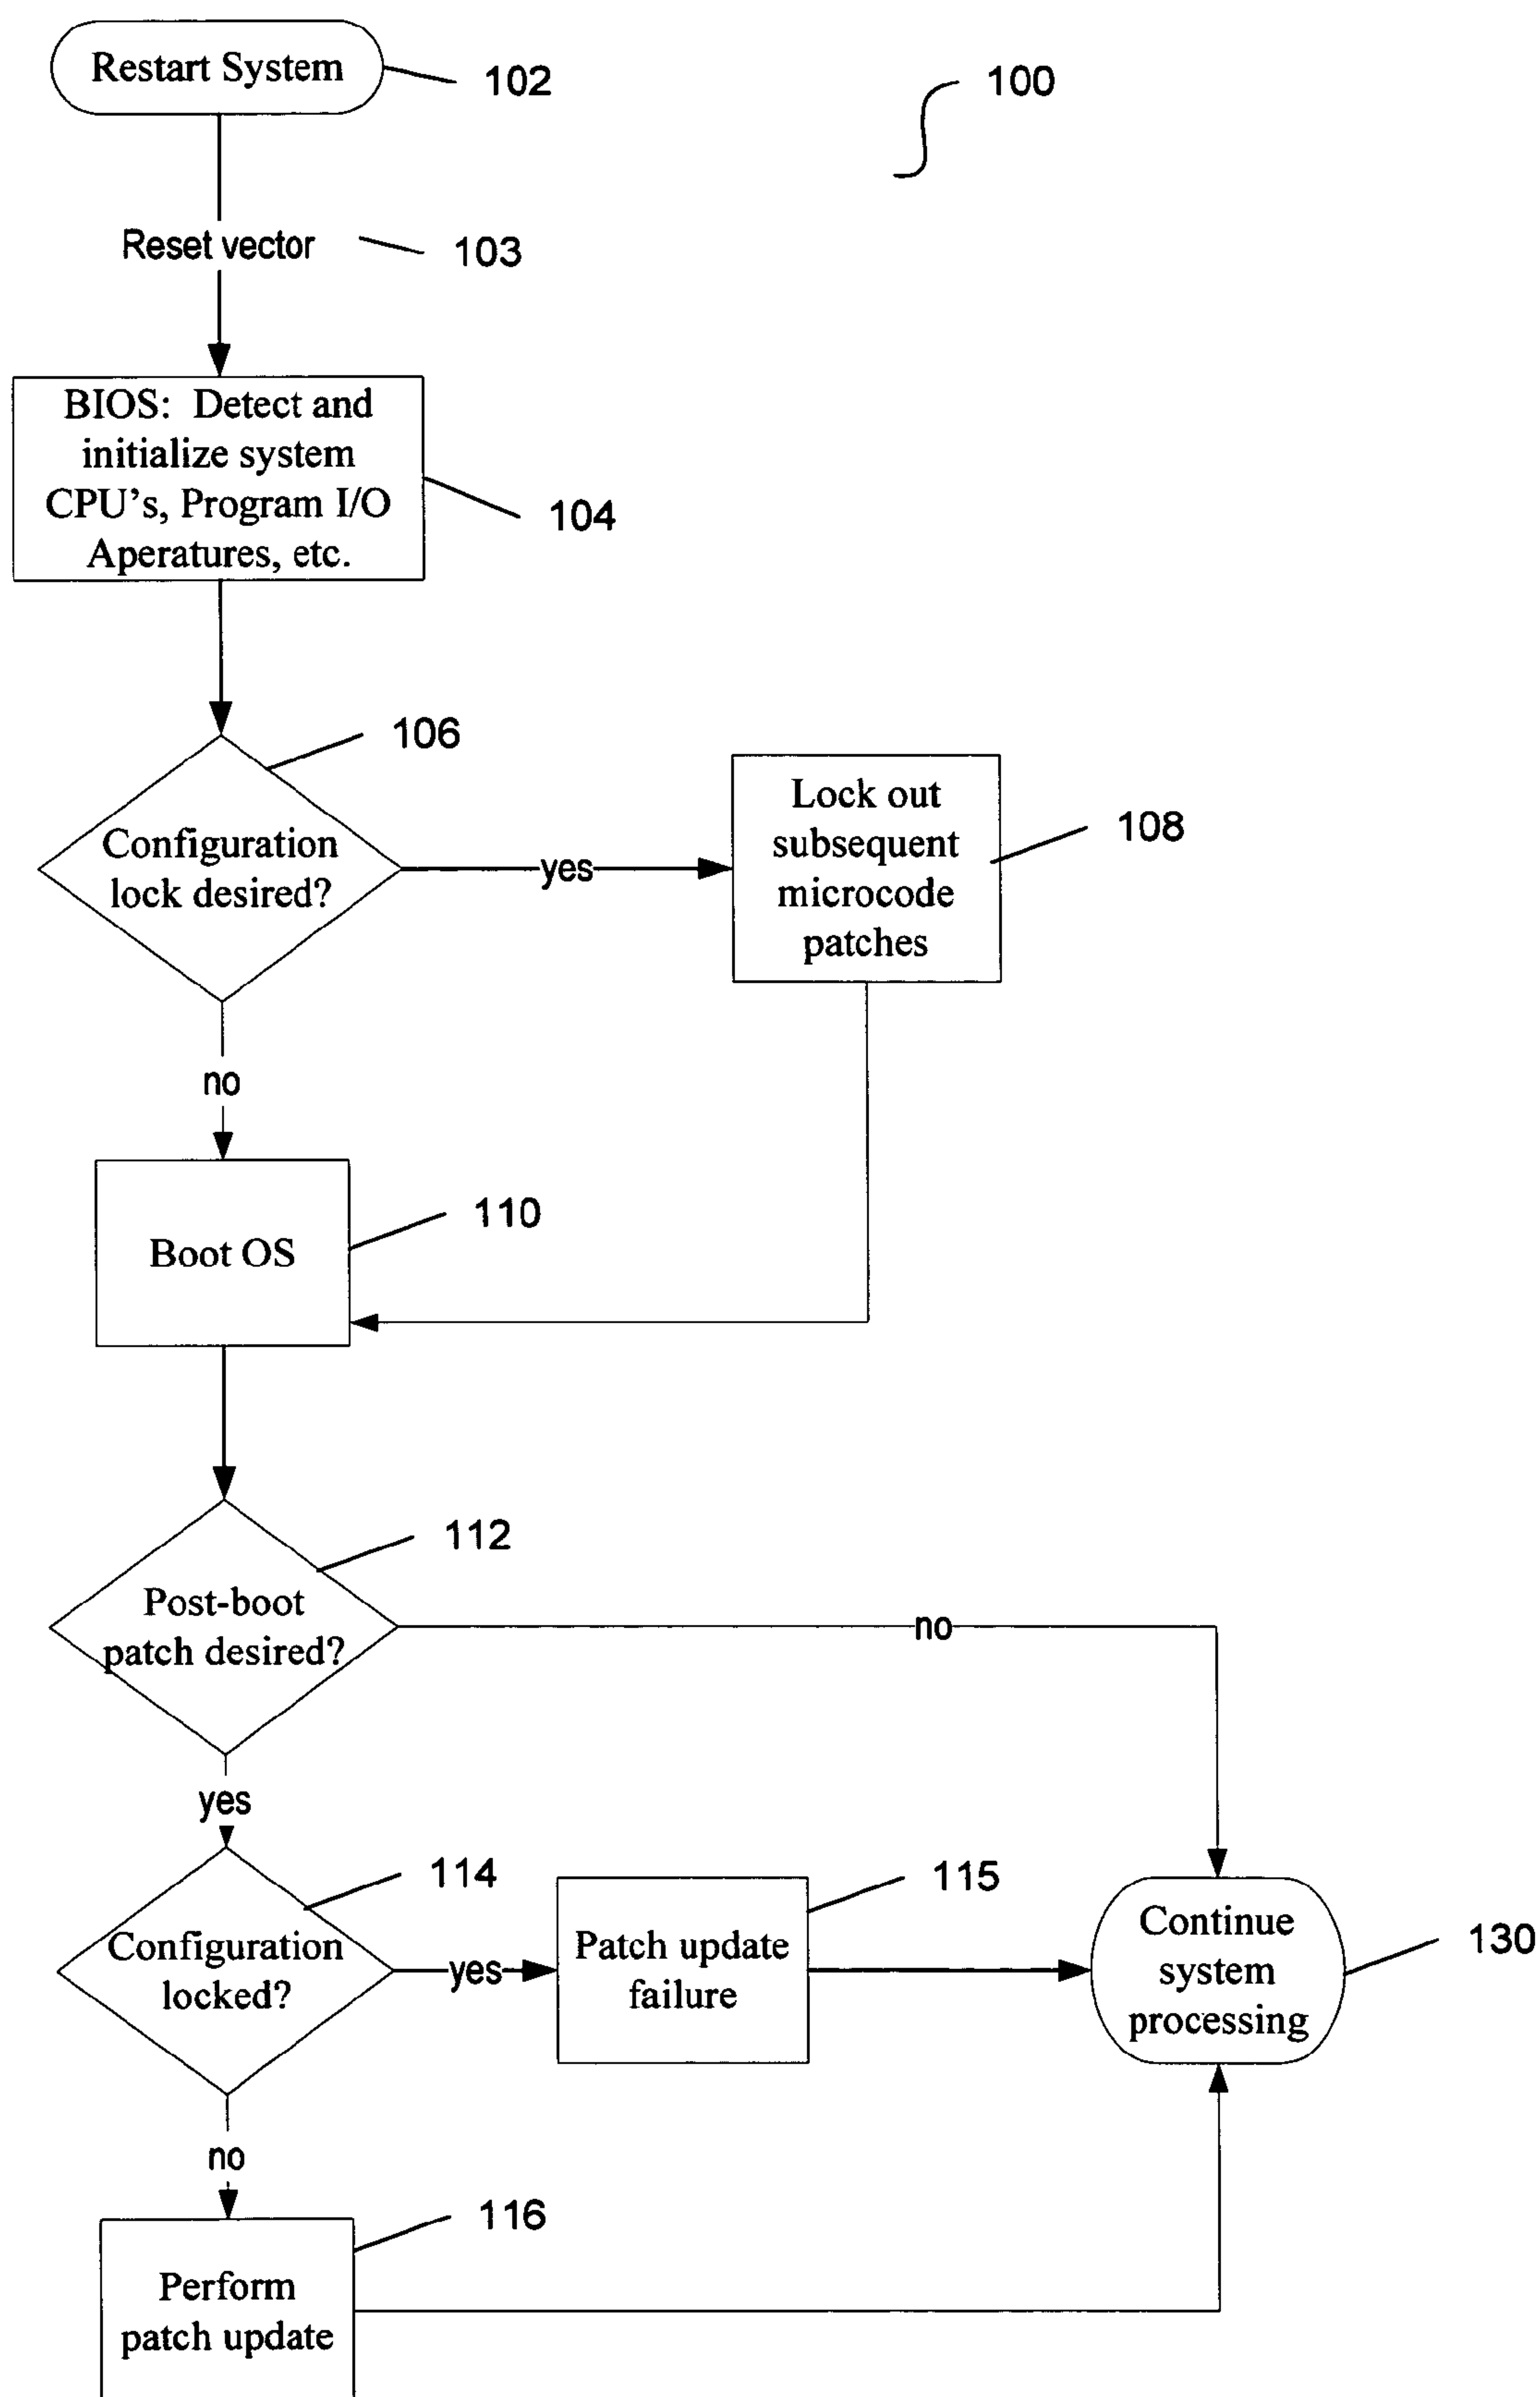 Restart System
102
100
Reset vector
103
BIOS: Detect and
initialize system
CPU's, Program I/O
Aperatures, etc.
104
106
Configuration
lock desired?
yes
Lock out
subsequent
microcode
patches
108
no
Boot OS
110
112
Post-boot
patch desired?
no
yes
114
Configuration
locked?
yes
Patch update
failure
115
Continue
system
processing
130
no
116
Perform
patch update